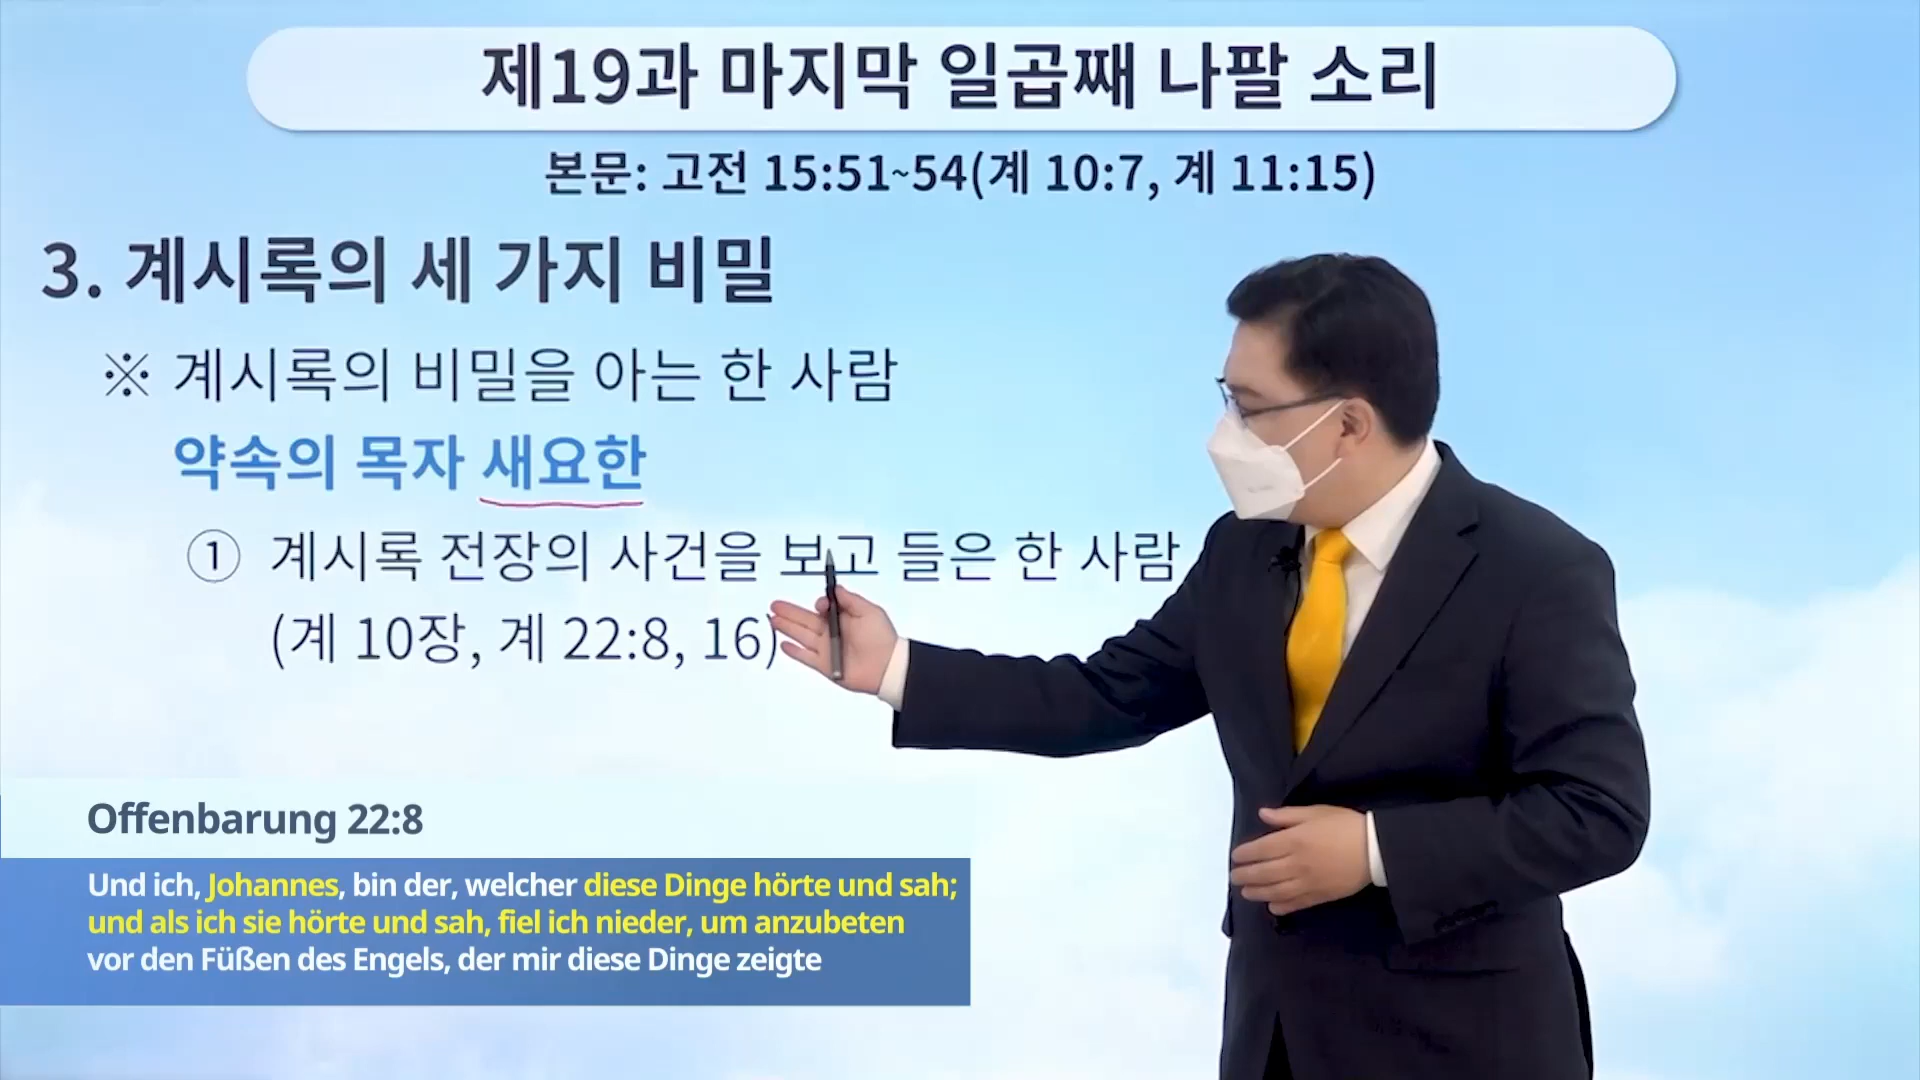 제19과 마지막 일곱째 나팔 소리
본문: 고전 15:51~54(계 10:7, 계 11:15)
3. 계시록의 세 가지 비밀
※ 계시록의 비밀을 아는 한 사람
약속의 목자 새요한
① 계시록 전장의 사건을 보고 들은 한 사람
(계 10장, 계 22:8, 16)
Offenbarung 22:8
Und ich, Johannes, bin der, welcher diese Dinge hörte und sah;
und als ich sie hörte und sah, fiel ich nieder, um anzubeten
vor den Füßen des Engels, der mir diese Dinge zeigte